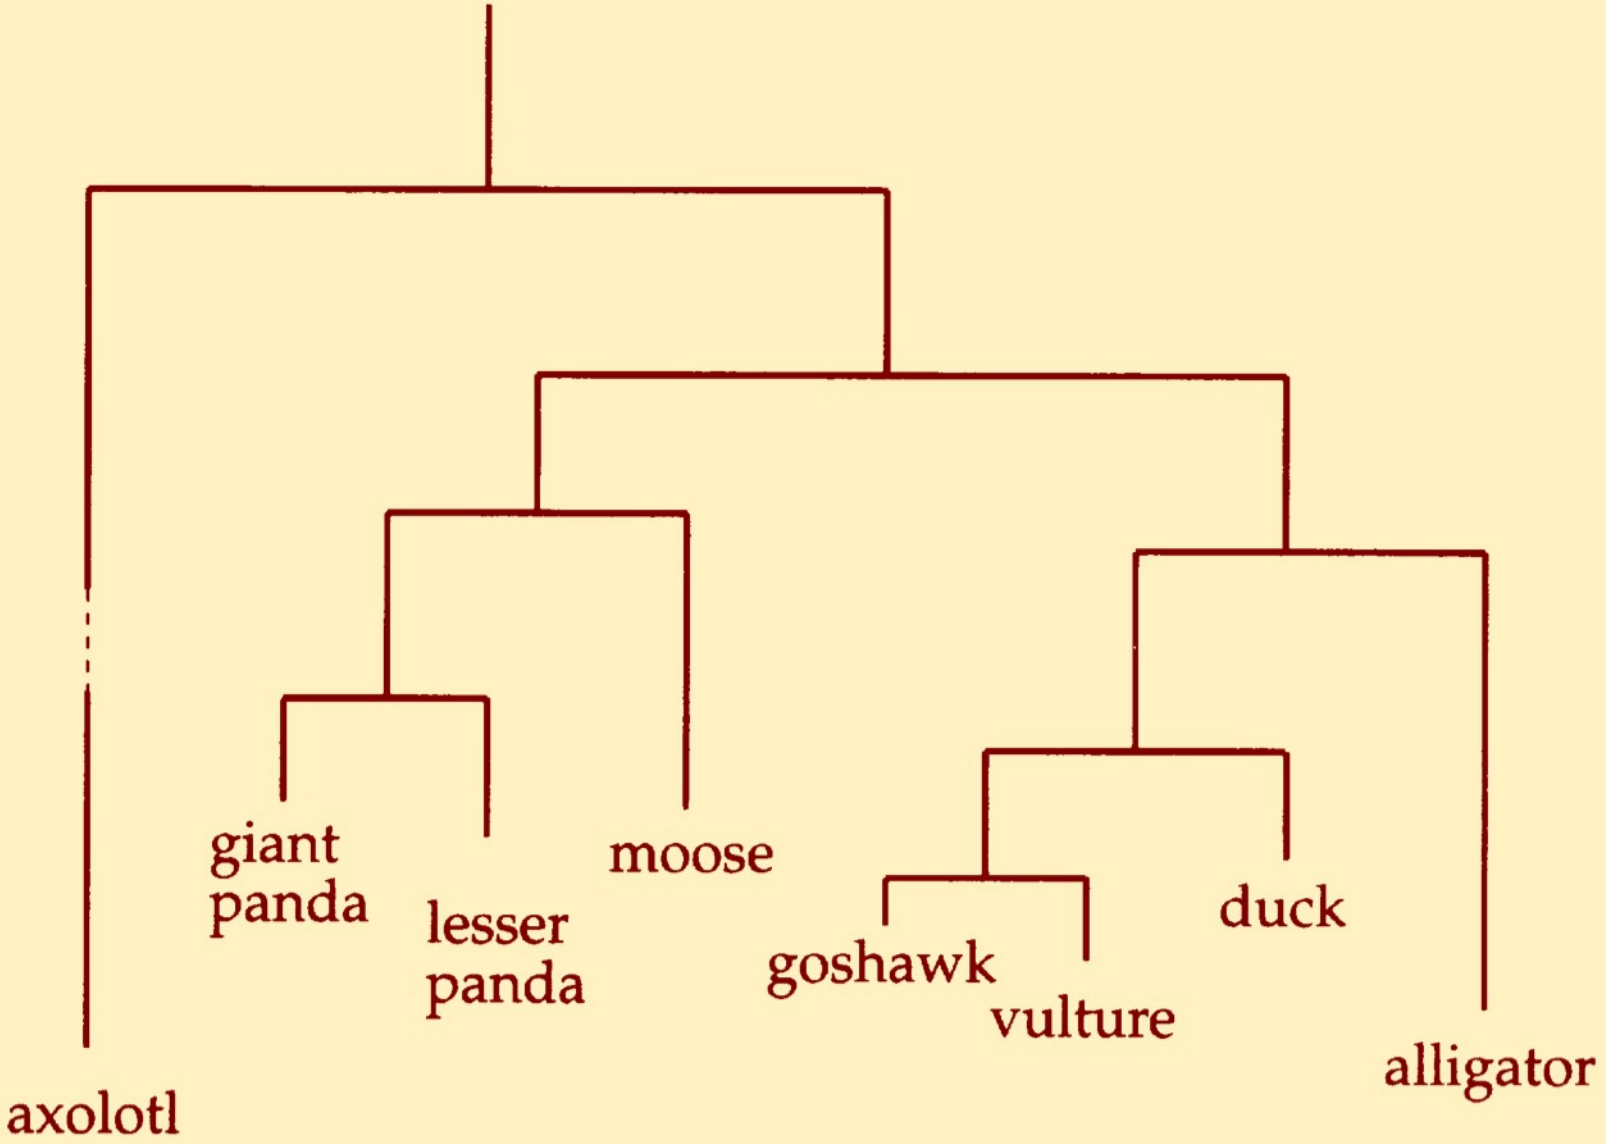 giant
panda
lesser
panda
moose
goshawk
vulture
duck
alligator
axolotl